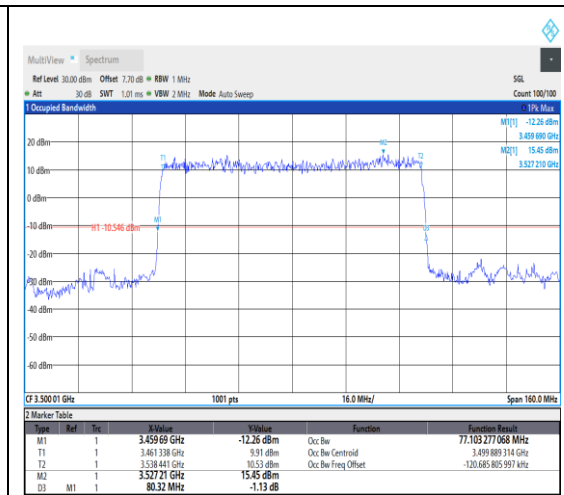 MultiView Spectrum
Ref Level 30.00 dBm Offset 7.70 dB RBW 1 MHz SGL
Att 30 dB SWT 1.01 ms VBW 2 MHz Mode Auto Sweep Count 100/100
1 Occupied Bandwidth 1Pk Max
M1[1] -12.26 dBm
3.459 690 GHz
M2[1] 15.45 dBm
3.527 210 GHz
20 dBm
M2
T1
10 dBm
0 dBm
M1
-10 dBm
H1 -10.546 dBm
-20 dBm
-30 dBm
-40 dBm
-50 dBm
-60 dBm
CF 3.500 01 GHz 1001 pts 16.0 MHz/ Span 160.0 MHz
2 Marker Table
Type Ref Trc X-Value Y-Value Function Function Result
M1 1 3.459 69 GHz -12.26 dBm Occ Bw 77.103 277 068 MHz
T1 1 3.461 338 GHz 9.91 dBm Occ Bw Centroid 3.499 889 314 GHz
T2 1 3.538 441 GHz 10.53 dBm Occ Bw Freq Offset -120.685 805 997 kHz
M2 1 3.527 21 GHz 15.45 dBm
D3 M1 1 80.32 MHz -1.13 dB